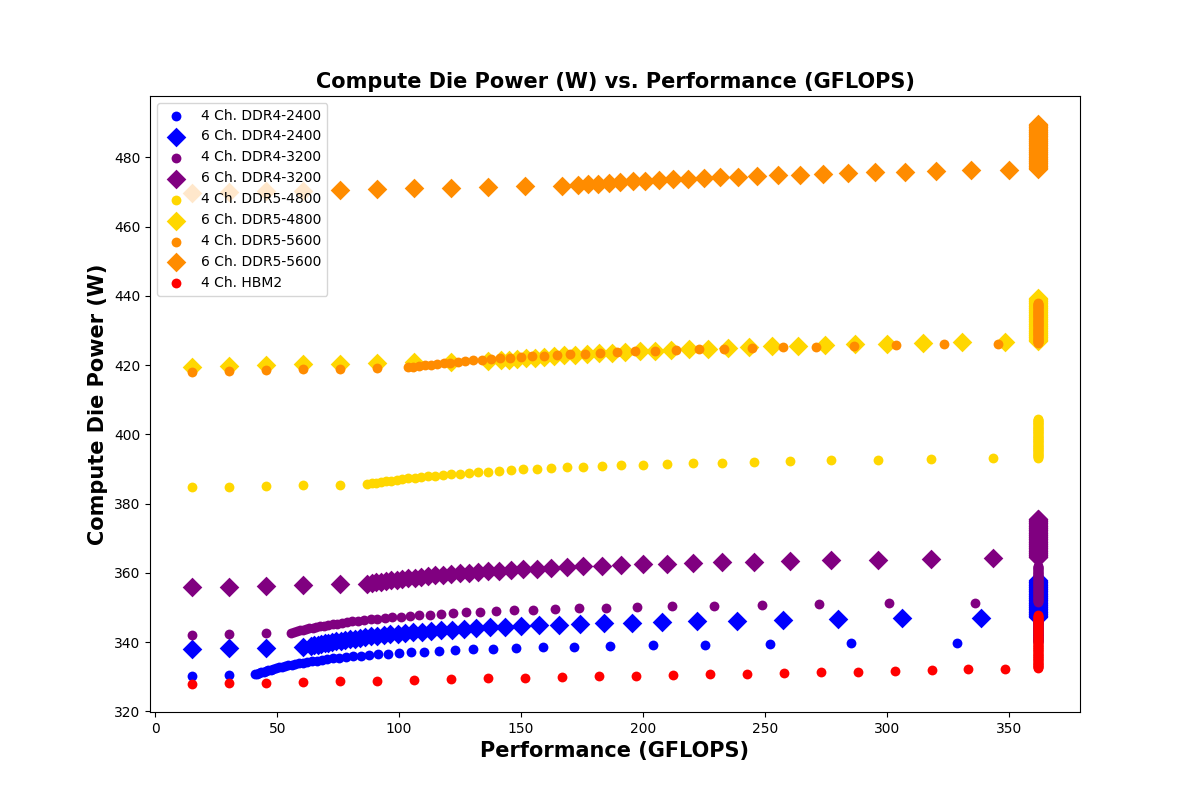 Compute Die Power (W) vs. Performance (GFLOPS)
4 Ch. DDR4-2400
6 Ch. DDR4-2400
4 Ch. DDR4-3200
6 Ch. DDR4-3200
4 Ch. DDR5-4800
6 Ch. DDR5-4800
4 Ch. DDR5-5600
6 Ch. DDR5-5600
4 Ch. HBM2
Compute Die Power (W)
480
460
440
420
400
380
360
340
320
0 50 100 150 200 250 300 350
Performance (GFLOPS)